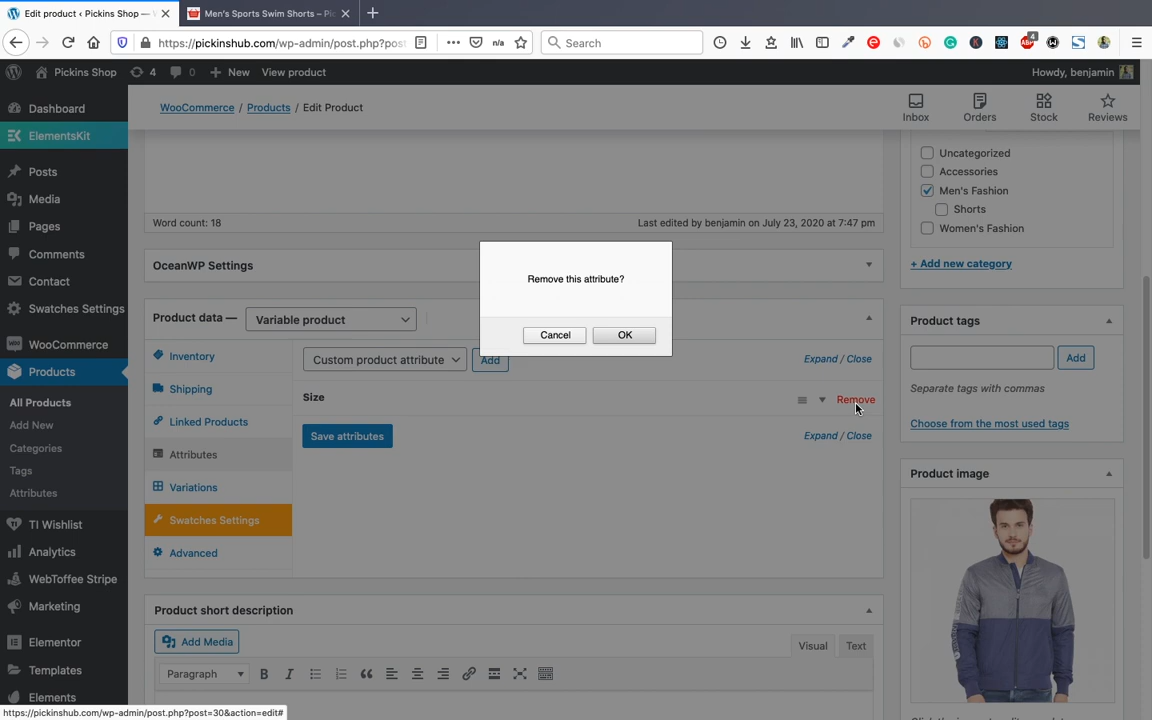 Edit product ‹ Pickins Shop — W
Men's Sports Swim Shorts – Pic
https://pickinshub.com/wp-admin/post.php?post
n/a
Search
4
Pickins Shop
4
0
New
View product
Howdy, benjamin
Dashboard
ElementsKit
Posts
Media
Pages
Comments
Contact
Swatches Settings
WooCommerce
Products
All Products
Add New
Categories
Tags
Attributes
TI Wishlist
Analytics
WebToffee Stripe
Marketing
Elementor
Templates
Elements
WooCommerce / Products / Edit Product
Inbox
Orders
Stock
Reviews
Word count: 18
Last edited by benjamin on July 23, 2020 at 7:47 pm
OceanWP Settings
Product data —
Variable product
Inventory
Shipping
Linked Products
Attributes
Variations
Swatches Settings
Advanced
Custom product attribute
Add
Expand / Close
Size
Remove
Save attributes
Expand / Close
Remove this attribute?
Cancel
OK
Product short description
Add Media
Visual
Text
Paragraph
B
I
Uncategorized
Accessories
Men's Fashion
Shorts
Women's Fashion
+ Add new category
Product tags
Add
Separate tags with commas
Choose from the most used tags
Product image
https://pickinshub.com/wp-admin/post.php?post=30&action=edit#